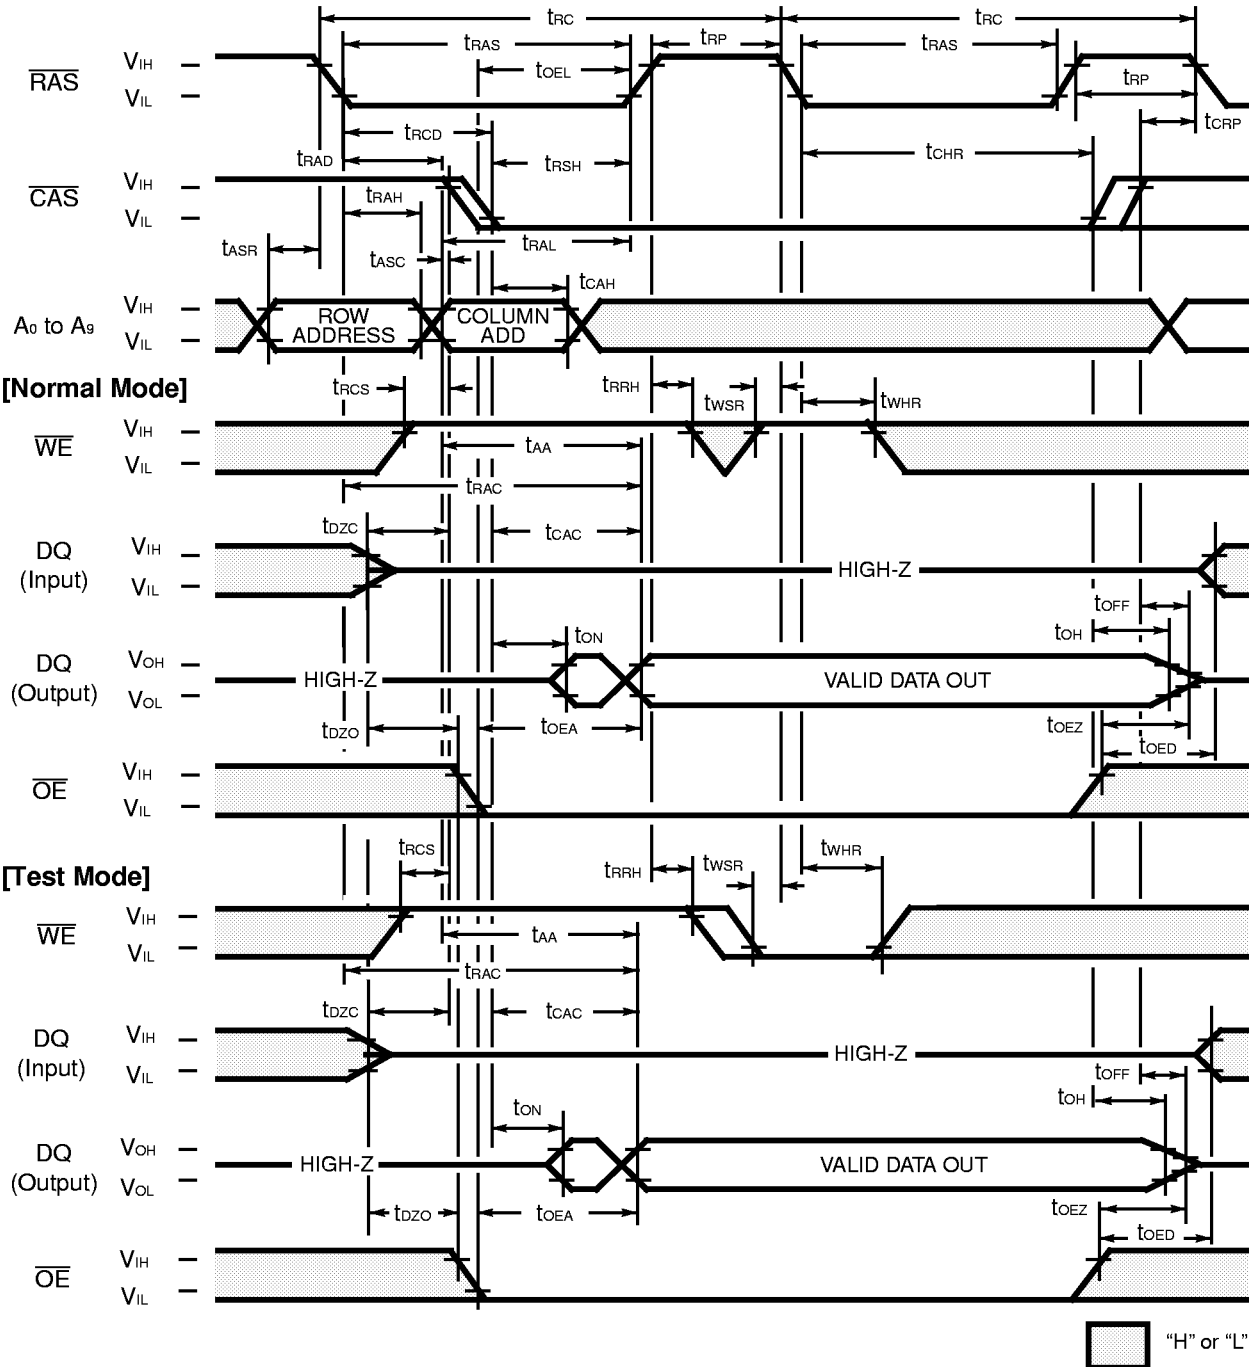 tRC tRC
tRAS tRP tRAS
RAS VIH tOEL tRP
VIL
tRCD tCRP
tRAD tRSH tCHR
CAS VIH
tRAH
VIL
tASR tRAL
tASC
tCAH
A0 to A9 VIH ROW ADDRESS COLUMN ADD
VIL
[Normal Mode] tRCS tRRH tWSR tWHR
WE VIH
tAA
VIL
tRAC
tDZC tCAC
DQ (Input) VIH
HIGH-Z
VIL
tOFF
tON tOH
DQ (Output) VOH
HIGH-Z VALID DATA OUT
VOL
tDZO tOEA tOEZ
tOED
OE VIH
VIL
tRCS tRRH tWSR tWHR
[Test Mode]
WE VIH
tAA
VIL
tRAC
tDZC tCAC
DQ (Input) VIH
HIGH-Z
VIL
tOFF
tON tOH
DQ (Output) VOH
HIGH-Z VALID DATA OUT
VOL
tDZO tOEA tOEZ
tOED
OE VIH
VIL
“H” or “L”